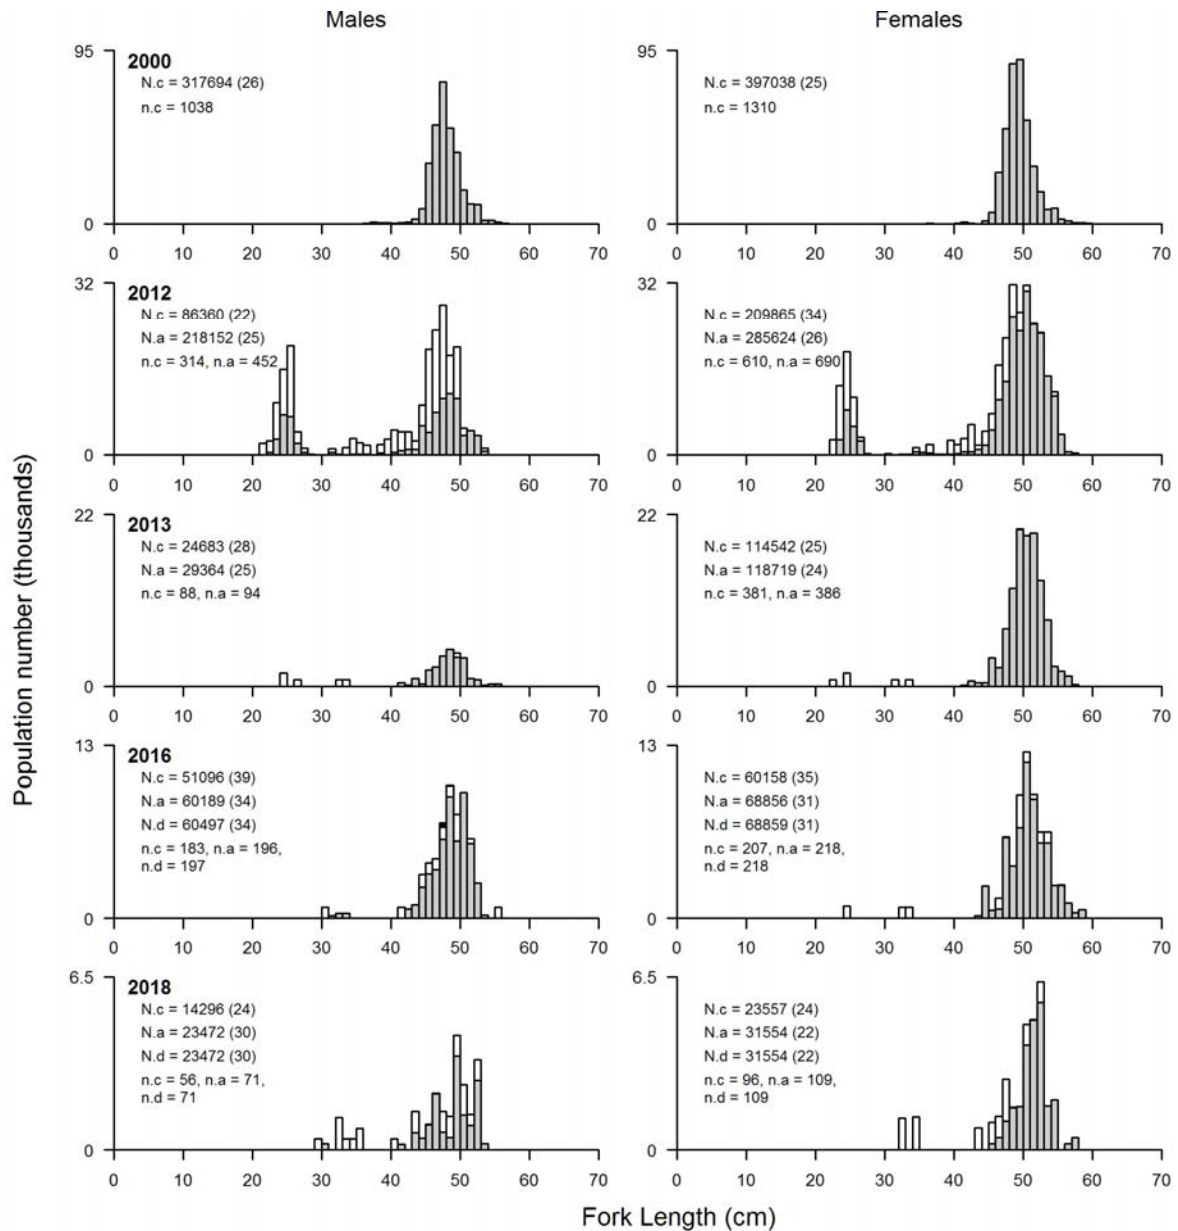 Males
Females
Population number (thousands)
2000
N.c = 317694 (26)
n.c = 1038
95
0
0 10 20 30 40 50 60 70
N.c = 397038 (25)
n.c = 1310
95
0
0 10 20 30 40 50 60 70
2012
N.c = 86360 (22)
N.a = 218152 (25)
n.c = 314, n.a = 452
32
0
0 10 20 30 40 50 60 70
N.c = 209865 (34)
N.a = 285624 (26)
n.c = 610, n.a = 690
32
0
0 10 20 30 40 50 60 70
2013
N.c = 24683 (28)
N.a = 29364 (25)
n.c = 88, n.a = 94
22
0
0 10 20 30 40 50 60 70
N.c = 114542 (25)
N.a = 118719 (24)
n.c = 381, n.a = 386
22
0
0 10 20 30 40 50 60 70
2016
N.c = 51096 (39)
N.a = 60189 (34)
N.d = 60497 (34)
n.c = 183, n.a = 196,
n.d = 197
13
0
0 10 20 30 40 50 60 70
N.c = 60158 (35)
N.a = 68856 (31)
N.d = 68859 (31)
n.c = 207, n.a = 218,
n.d = 218
13
0
0 10 20 30 40 50 60 70
2018
N.c = 14296 (24)
N.a = 23472 (30)
N.d = 23472 (30)
n.c = 56, n.a = 71,
n.d = 71
6.5
0
0 10 20 30 40 50 60 70
N.c = 23557 (24)
N.a = 31554 (22)
N.d = 31554 (22)
n.c = 96, n.a = 109,
n.d = 109
6.5
0
0 10 20 30 40 50 60 70
Fork Length (cm)